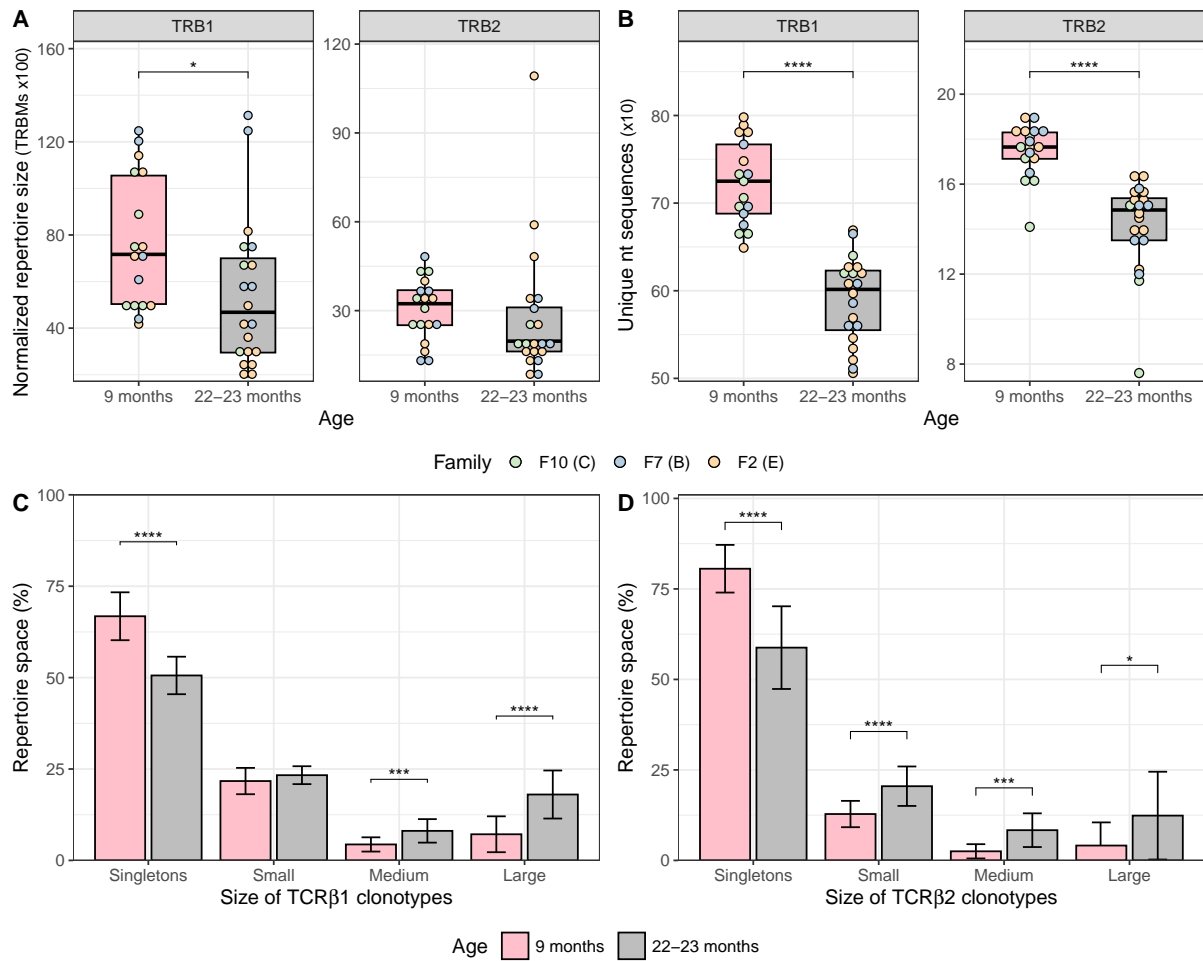 A
B
TRB1
TRB2
TRB1
TRB2
Normalized repertoire size (TRBMs x100)
160
120
80
40
*
120
90
60
30
Unique nt sequences (x10)
80
70
60
50
****
20
16
12
8
****
9 months
22−23 months
9 months
22−23 months
9 months
22−23 months
9 months
22−23 months
Age
Age
Family
F10 (C)
F7 (B)
F2 (E)
C
D
Repertoire space (%)
100
75
50
25
0
****
***
****
Singletons
Small
Medium
Large
Size of TCRβ1 clonotypes
Repertoire space (%)
100
75
50
25
0
****
****
***
*
Singletons
Small
Medium
Large
Size of TCRβ2 clonotypes
Age
9 months
22−23 months